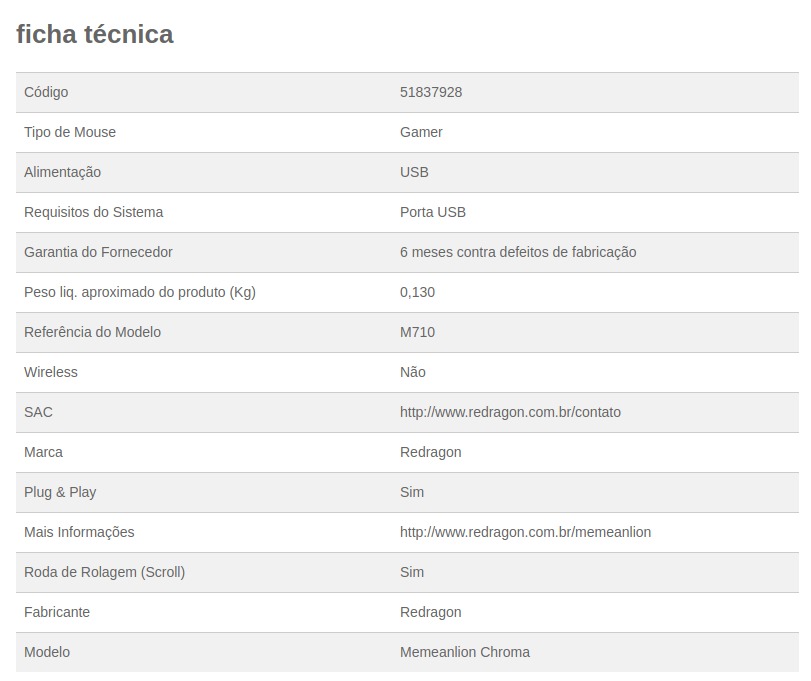 ficha técnica
Código 51837928
Tipo de Mouse Gamer
Alimentação USB
Requisitos do Sistema Porta USB
Garantia do Fornecedor 6 meses contra defeitos de fabricação
Peso liq. aproximado do produto (Kg) 0,130
Referência do Modelo M710
Wireless Não
SAC http://www.redragon.com.br/contato
Marca Redragon
Plug & Play Sim
Mais Informações http://www.redragon.com.br/memeanlion
Roda de Rolagem (Scroll) Sim
Fabricante Redragon
Modelo Memeanlion Chroma